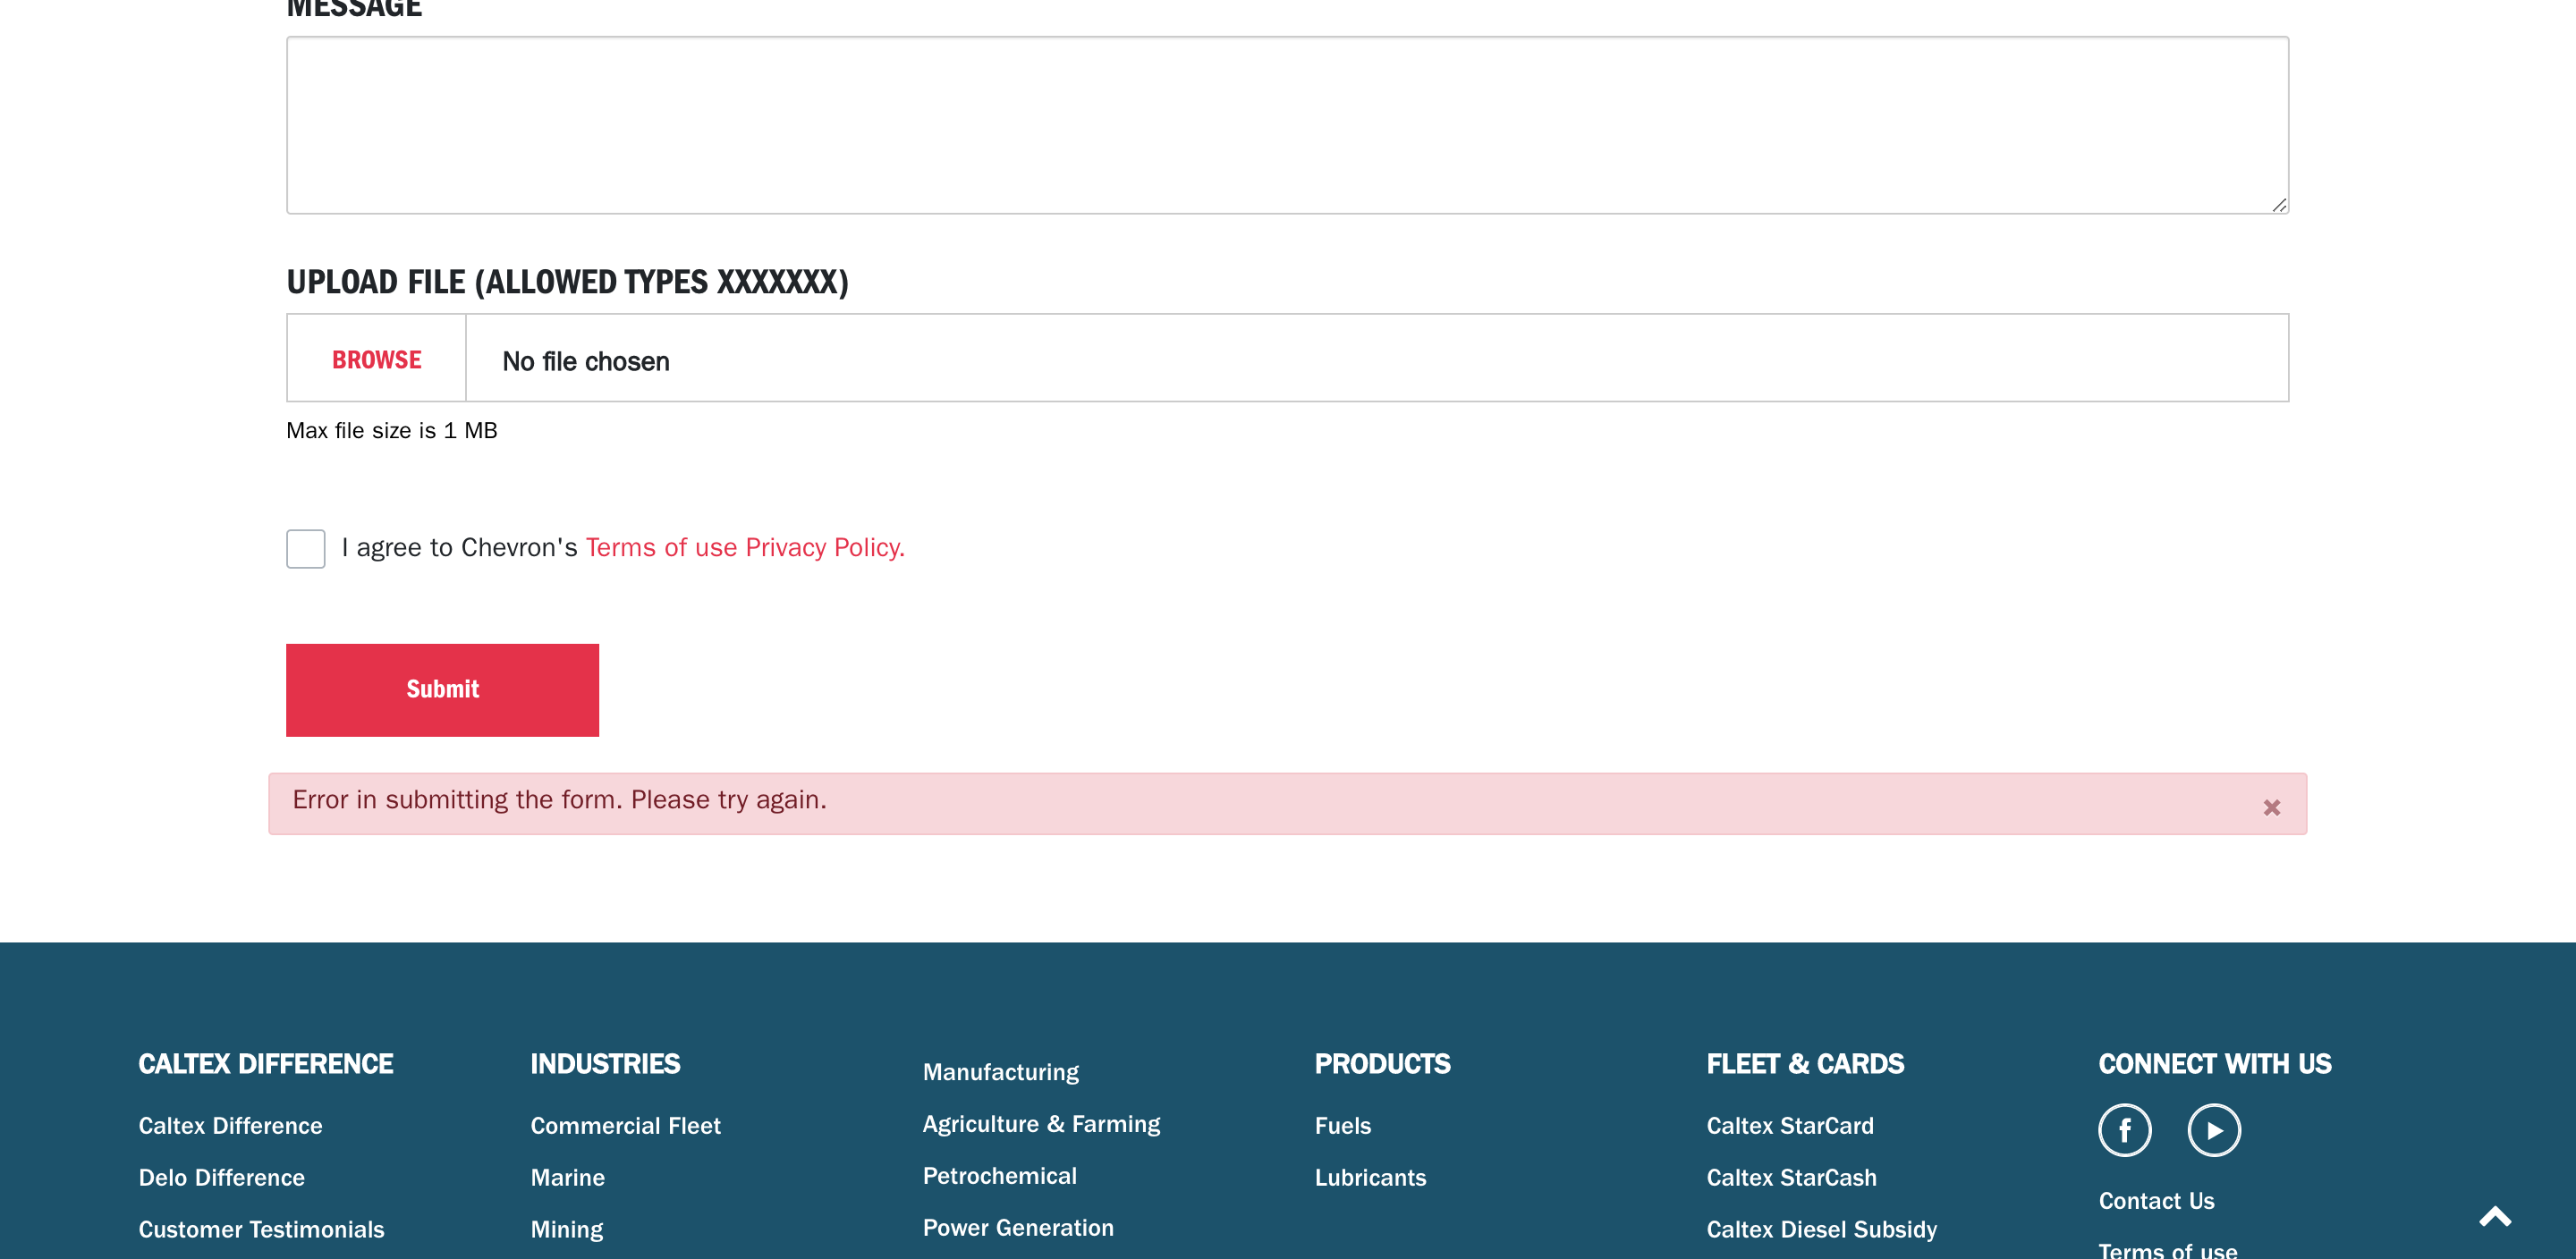 MESSAGE
UPLOAD FILE (ALLOWED TYPES XXXXXXX)
BROWSE
No file chosen
Max file size is 1 MB
I agree to Chevron's Terms of use Privacy Policy.
Submit
Error in submitting the form. Please try again.
CALTEX DIFFERENCE
Caltex Difference
Delo Difference
Customer Testimonials
INDUSTRIES
Commercial Fleet
Marine
Mining
Manufacturing
Agriculture & Farming
Petrochemical
Power Generation
PRODUCTS
Fuels
Lubricants
FLEET & CARDS
Caltex StarCard
Caltex StarCash
Caltex Diesel Subsidy
CONNECT WITH US
Contact Us
Terms of use